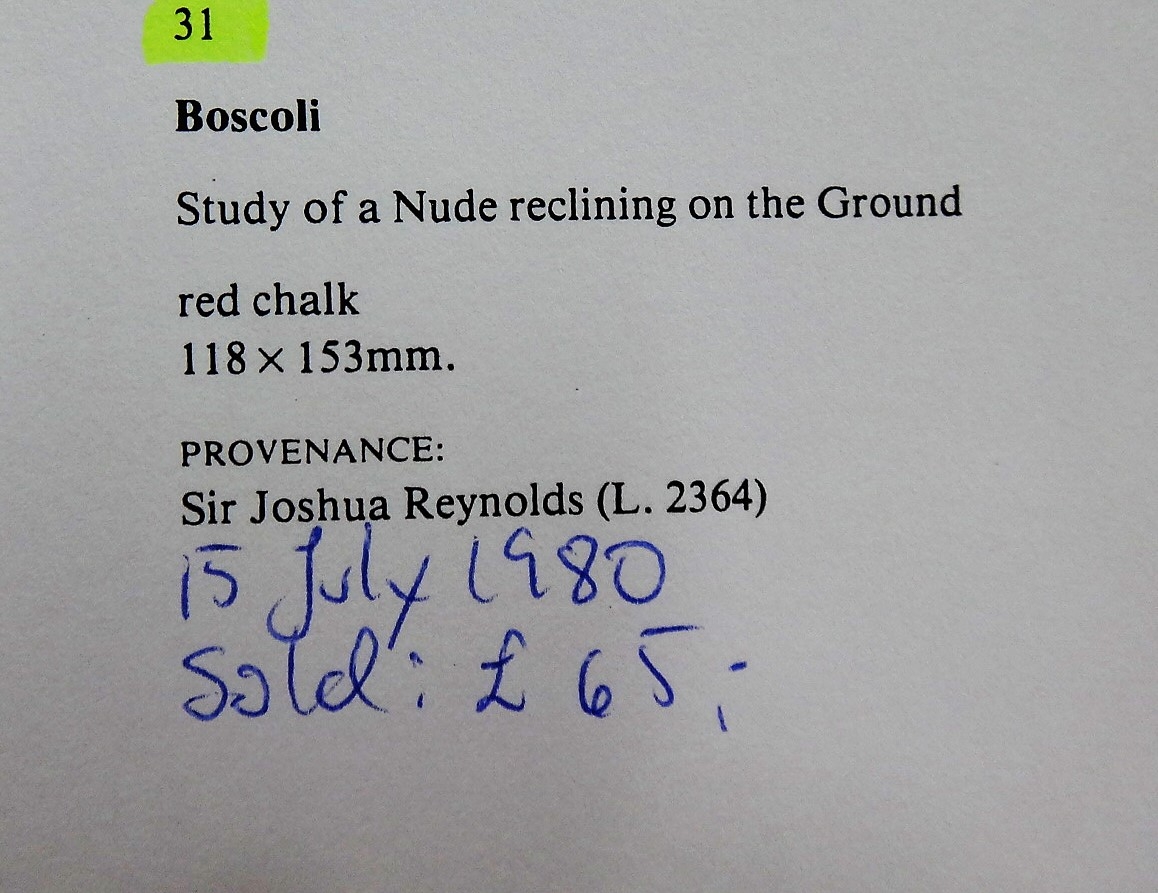 31
Boscoli
Study of a Nude reclining on the Ground
red chalk
118 × 153mm.
PROVENANCE:
Sir Joshua Reynolds (L. 2364)
15 July 1980
Sold: £ 65,-